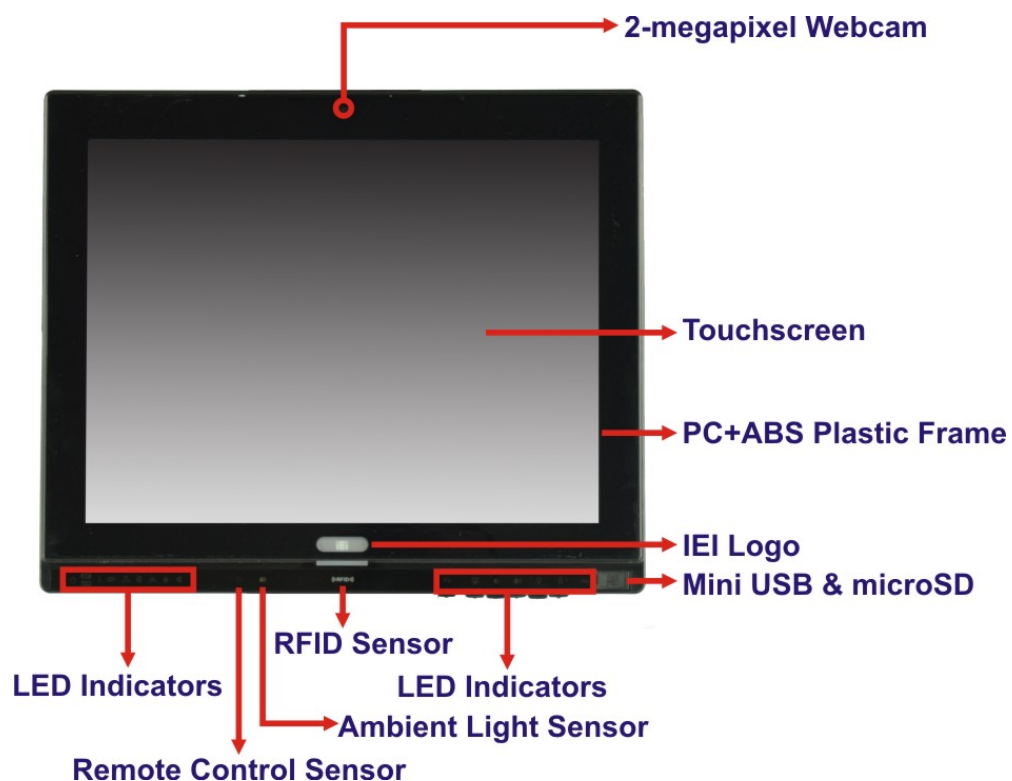 2-megapixel Webcam
Touchscreen
PC+ABS Plastic Frame
IEI Logo
Mini USB & microSD
RFID
RFID Sensor
LED Indicators
LED Indicators
Ambient Light Sensor
Remote Control Sensor